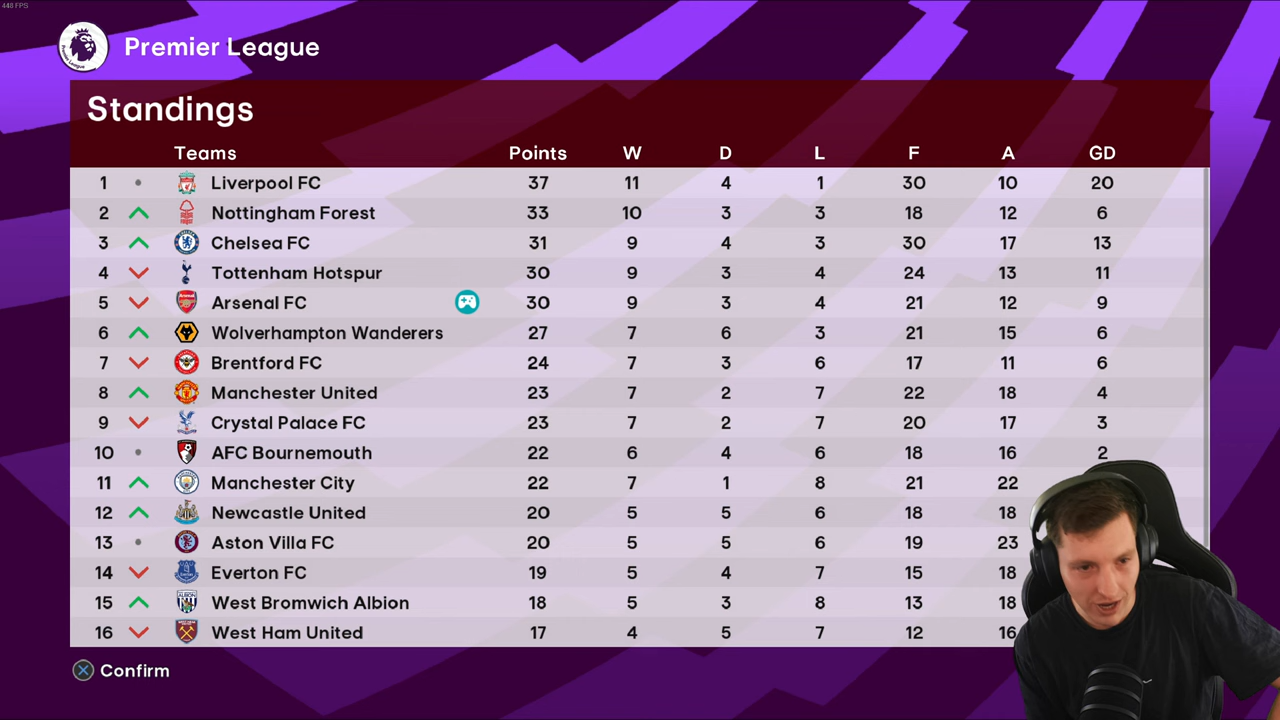 448 FPS
Premier League
Standings
Teams Points W D L F A GD
1 Liverpool FC 37 11 4 1 30 10 20
2 Nottingham Forest 33 10 3 3 18 12 6
3 Chelsea FC 31 9 4 3 30 17 13
4 Tottenham Hotspur 30 9 3 4 24 13 11
5 Arsenal FC 30 9 3 4 21 12 9
6 Wolverhampton Wanderers 27 7 6 3 21 15 6
7 Brentford FC 24 7 3 6 17 11 6
8 Manchester United 23 7 2 7 22 18 4
9 Crystal Palace FC 23 7 2 7 20 17 3
10 AFC Bournemouth 22 6 4 6 18 16 2
11 Manchester City 22 7 1 8 21 22
12 Newcastle United 20 5 5 6 18 18
13 Aston Villa FC 20 5 5 6 19 23
14 Everton FC 19 5 4 7 15 18
15 West Bromwich Albion 18 5 3 8 13 18
16 West Ham United 17 4 5 7 12 16
Confirm